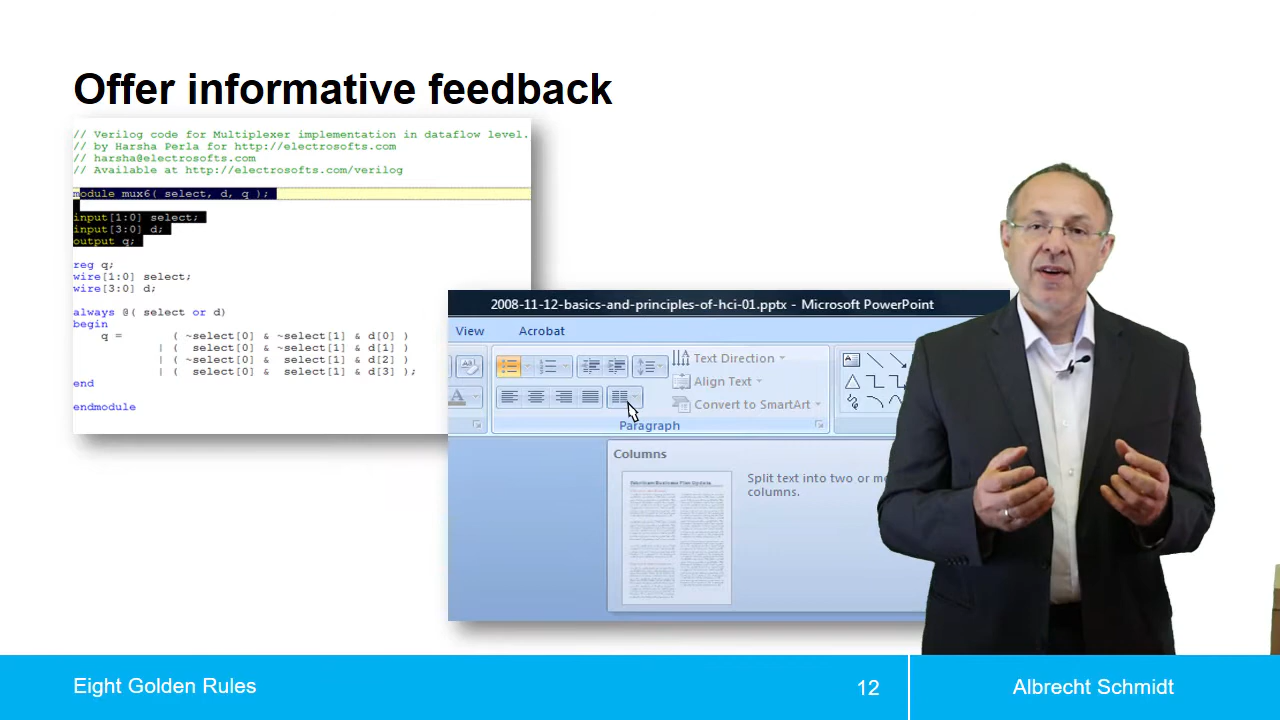 Offer informative feedback
// Verilog code for Multiplexer implementation in dataflow level.
// by Harsha Perla for http://electrosofts.com
// harsha@electrosofts.com
// Available at http://electrosofts.com/verilog
module mux6( select, d, q );
input[1:0] select;
input[3:0] d;
output q;
reg q;
wire[1:0] select;
wire[3:0] d;
always @( select or d)
begin
q = ( ~select[0] & ~select[1] & d[0] )
| ( select[0] & ~select[1] & d[1] )
| ( ~select[0] & select[1] & d[2] )
| ( select[0] & select[1] & d[3] );
end
endmodule
2008-11-12-basics-and-principles-of-hci-01.pptx - Microsoft PowerPoint
View Acrobat
Text Direction
Align Text
Convert to SmartArt
Paragraph
Columns
Split text into two or
columns.
Eight Golden Rules
12
Albrecht Schmidt